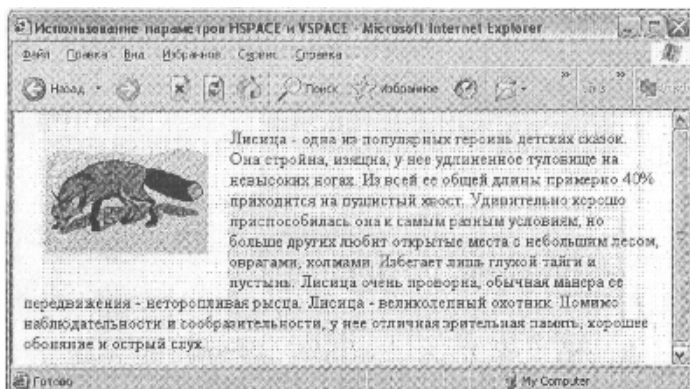 Использование параметров HSPACE и VSPACE - Microsoft Internet Explorer
Файл Правка Вид Избранное Сервис Справка
Назад Поиск Избранное
Лисица - одна из популярных героинь детских сказок.
Она стройна, изящна, у нее удлиненное туловище на
невысоких ногах. Из всей ее общей длины примерно 40%
приходится на пушистый хвост. Удивительно хорошо
приспособилась она к самым разным условиям, но
больше других любит открытые места с небольшим лесом,
оврагами, холмами. Избегает лишь глухой тайги и
пустынь. Лисица очень проворна, обычная манера ее
передвижения - неторопливая рысца. Лисица - великолепный охотник. Помимо
наблюдательности и сообразительности, у нее отличная зрительная память, хорошее
обоняние и острый слух.
Готово My Computer